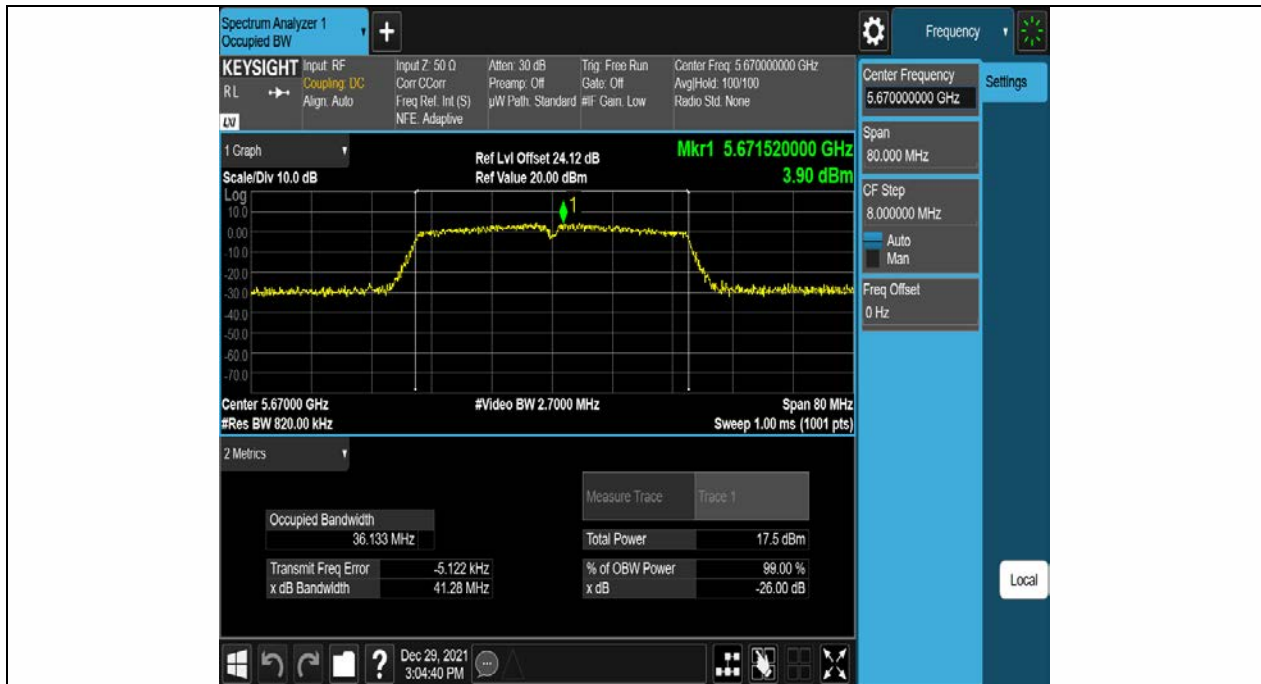 Spectrum Analyzer 1
Occupied BW
+
Frequency
KEYSIGHT
R L
LXI
Input: RF
Coupling: DC
Align: Auto
Input Z: 50 Ω
Corr CCorr
Freq Ref: Int (S)
NFE: Adaptive
Atten: 30 dB
Preamp: Off
µW Path: Standard
Trig: Free Run
Gate: Off
#IF Gain: Low
Center Freq: 5.670000000 GHz
Avg|Hold: 100/100
Radio Std: None
Center Frequency
5.670000000 GHz
Settings
Span
80.000 MHz
CF Step
8.000000 MHz
Auto
Man
Freq Offset
0 Hz
Local
1 Graph
Scale/Div 10.0 dB
Ref Lvl Offset 24.12 dB
Ref Value 20.00 dBm
Mkr1 5.671520000 GHz
3.90 dBm
Log
10.0
0.00
-10.0
-20.0
-30.0
-40.0
-50.0
-60.0
-70.0
1
Center 5.67000 GHz
#Res BW 820.00 kHz
#Video BW 2.7000 MHz
Span 80 MHz
Sweep 1.00 ms (1001 pts)
2 Metrics
Measure Trace Trace 1
Occupied Bandwidth
36.133 MHz
Total Power 17.5 dBm
Transmit Freq Error -5.122 kHz
% of OBW Power 99.00 %
x dB Bandwidth 41.28 MHz
x dB -26.00 dB
?
Dec 29, 2021
3:04:40 PM